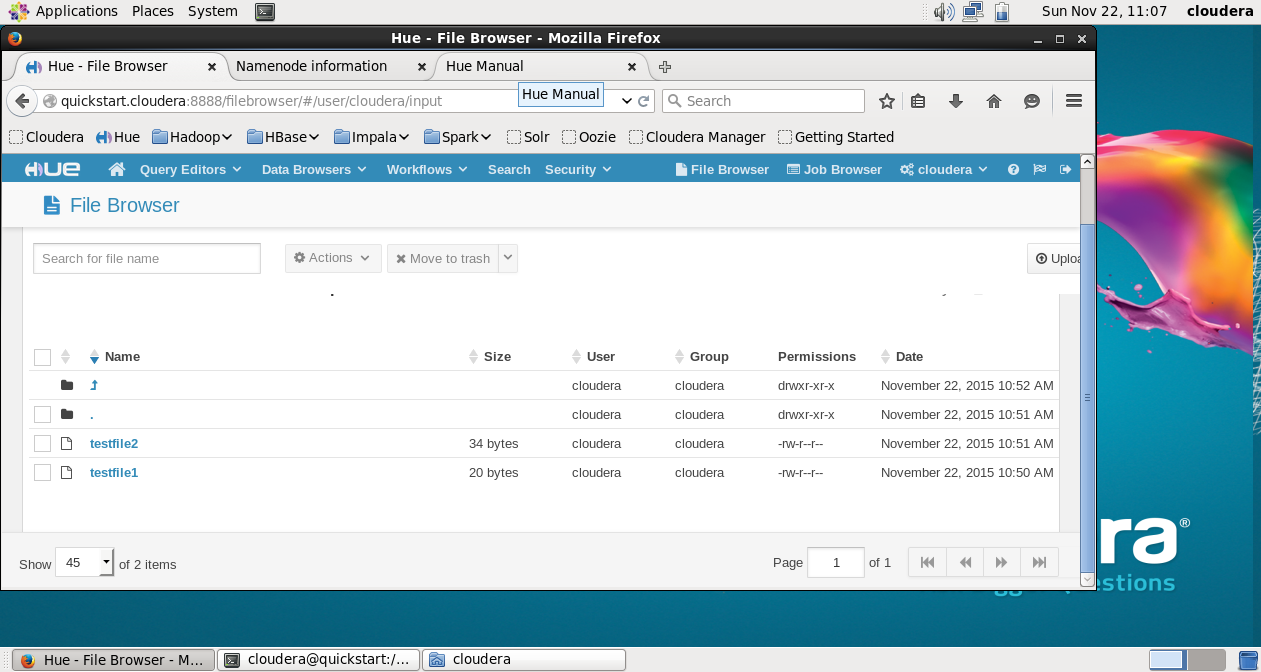 Applications Places System Sun Nov 22, 11:07 cloudera
Hue - File Browser - Mozilla Firefox
Hue - File Browser Namenode information Hue Manual
quickstart.cloudera:8888/filebrowser/#/user/cloudera/input Hue Manual Search
Cloudera Hue Hadoop HBase Impala Spark Solr Oozie Cloudera Manager Getting Started
HUE Query Editors Data Browsers Workflows Search Security File Browser Job Browser cloudera
File Browser
Search for file name Actions Move to trash Uploa
Name Size User Group Permissions Date
cloudera cloudera drwxr-xr-x November 22, 2015 10:52 AM
. cloudera cloudera drwxr-xr-x November 22, 2015 10:51 AM
testfile2 34 bytes cloudera cloudera -rw-r--r-- November 22, 2015 10:51 AM
testfile1 20 bytes cloudera cloudera -rw-r--r-- November 22, 2015 10:50 AM
era®
estions
Show 45 of 2 items Page 1 of 1
Hue - File Browser - M... cloudera@quickstart:/... cloudera